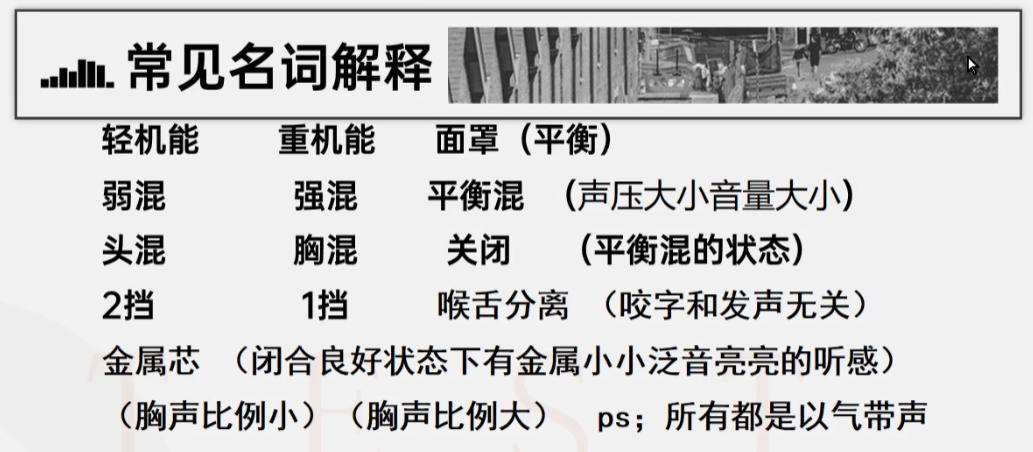 常见名词解释
轻机能 重机能 面罩（平衡）
弱混 强混 平衡混 （声压大小音量大小）
头混 胸混 关闭 （平衡混的状态）
2挡 1挡 喉舌分离 （咬字和发声无关）
金属芯 （闭合良好状态下有金属小小泛音亮亮的听感）
（胸声比例小）（胸声比例大） ps；所有都是以气带声
TEST